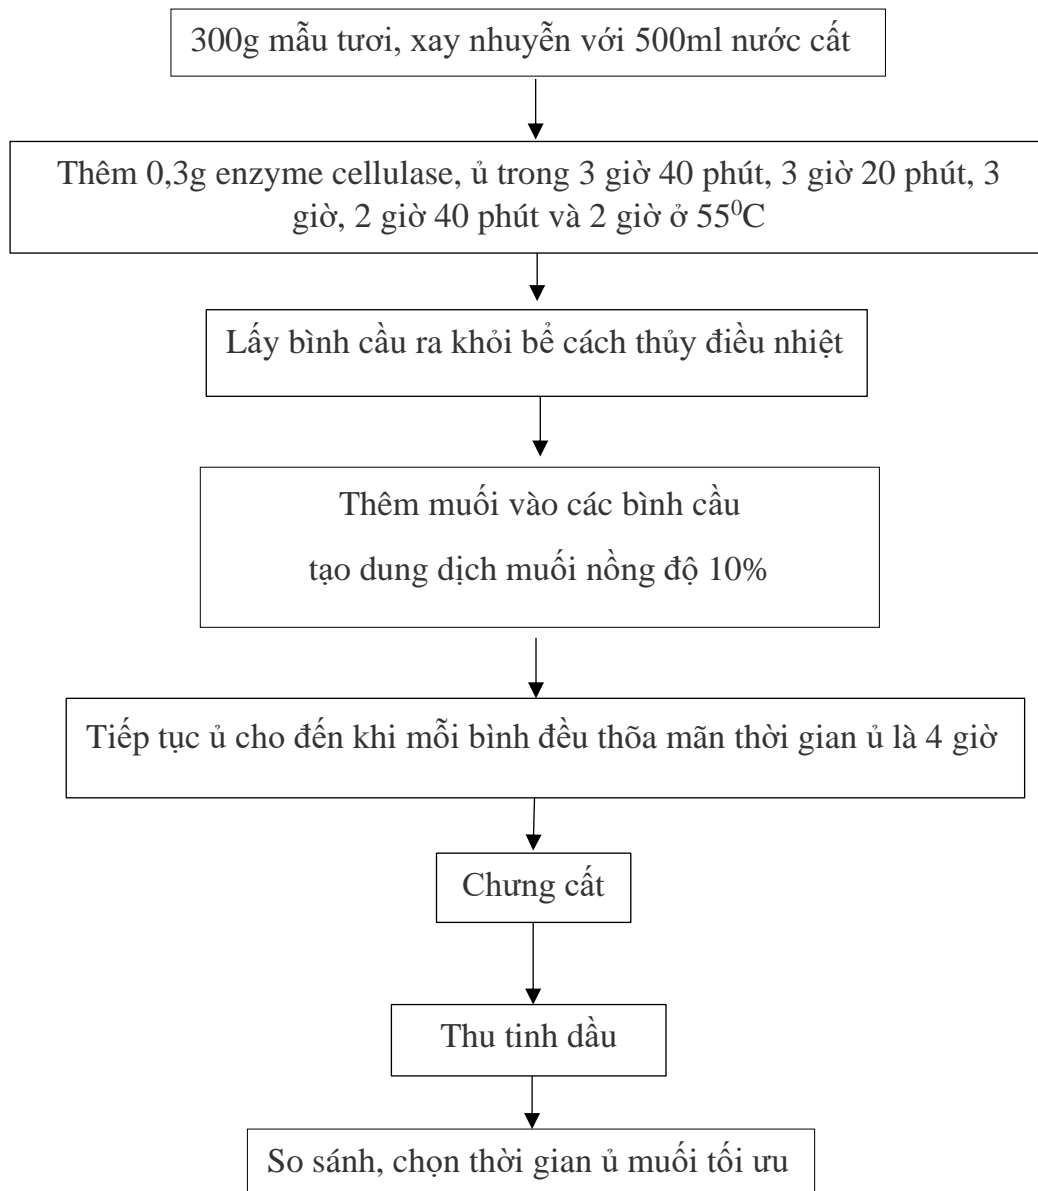 300g mẫu tươi, xay nhuyễn với 500ml nước cất
Thêm 0,3g enzyme cellulase, ủ trong 3 giờ 40 phút, 3 giờ 20 phút, 3
giờ, 2 giờ 40 phút và 2 giờ ở 55⁰C
Lấy bình cầu ra khỏi bể cách thủy điều nhiệt
Thêm muối vào các bình cầu
tạo dung dịch muối nồng độ 10%
Tiếp tục ủ cho đến khi mỗi bình đều thõa mãn thời gian ủ là 4 giờ
Chưng cất
Thu tinh dầu
So sánh, chọn thời gian ủ muối tối ưu